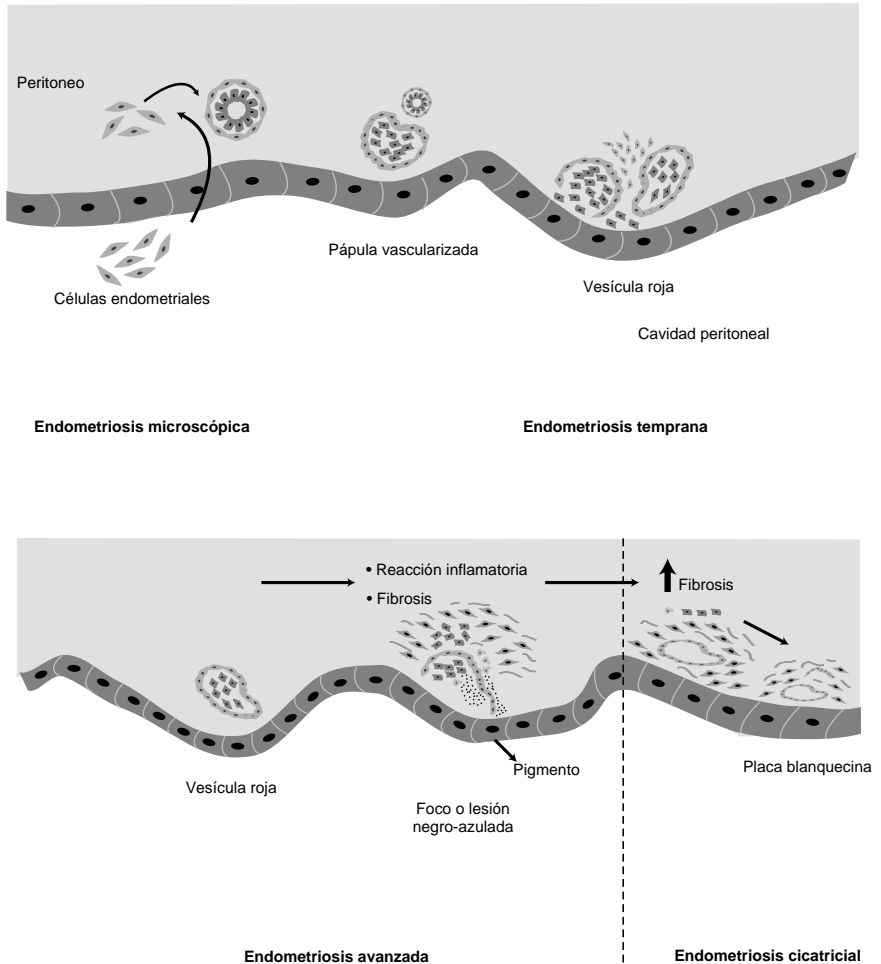 Peritoneo
Pápula vascularizada
Vesícula roja
Células endometriales
Cavidad peritoneal
Endometriosis microscópica
Endometriosis temprana
• Reacción inflamatoria
• Fibrosis
Fibrosis
Vesícula roja
Pigmento
Placa blanquecina
Foco o lesión
negro-azulada
Endometriosis avanzada
Endometriosis cicatricial